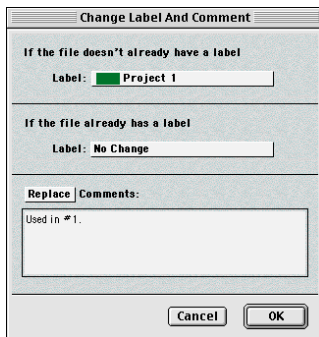 Change Label And Comment
If the file doesn't already have a label
Label: Project 1
If the file already has a label
Label: No Change
Replace Comments:
Used in #1.
Cancel OK